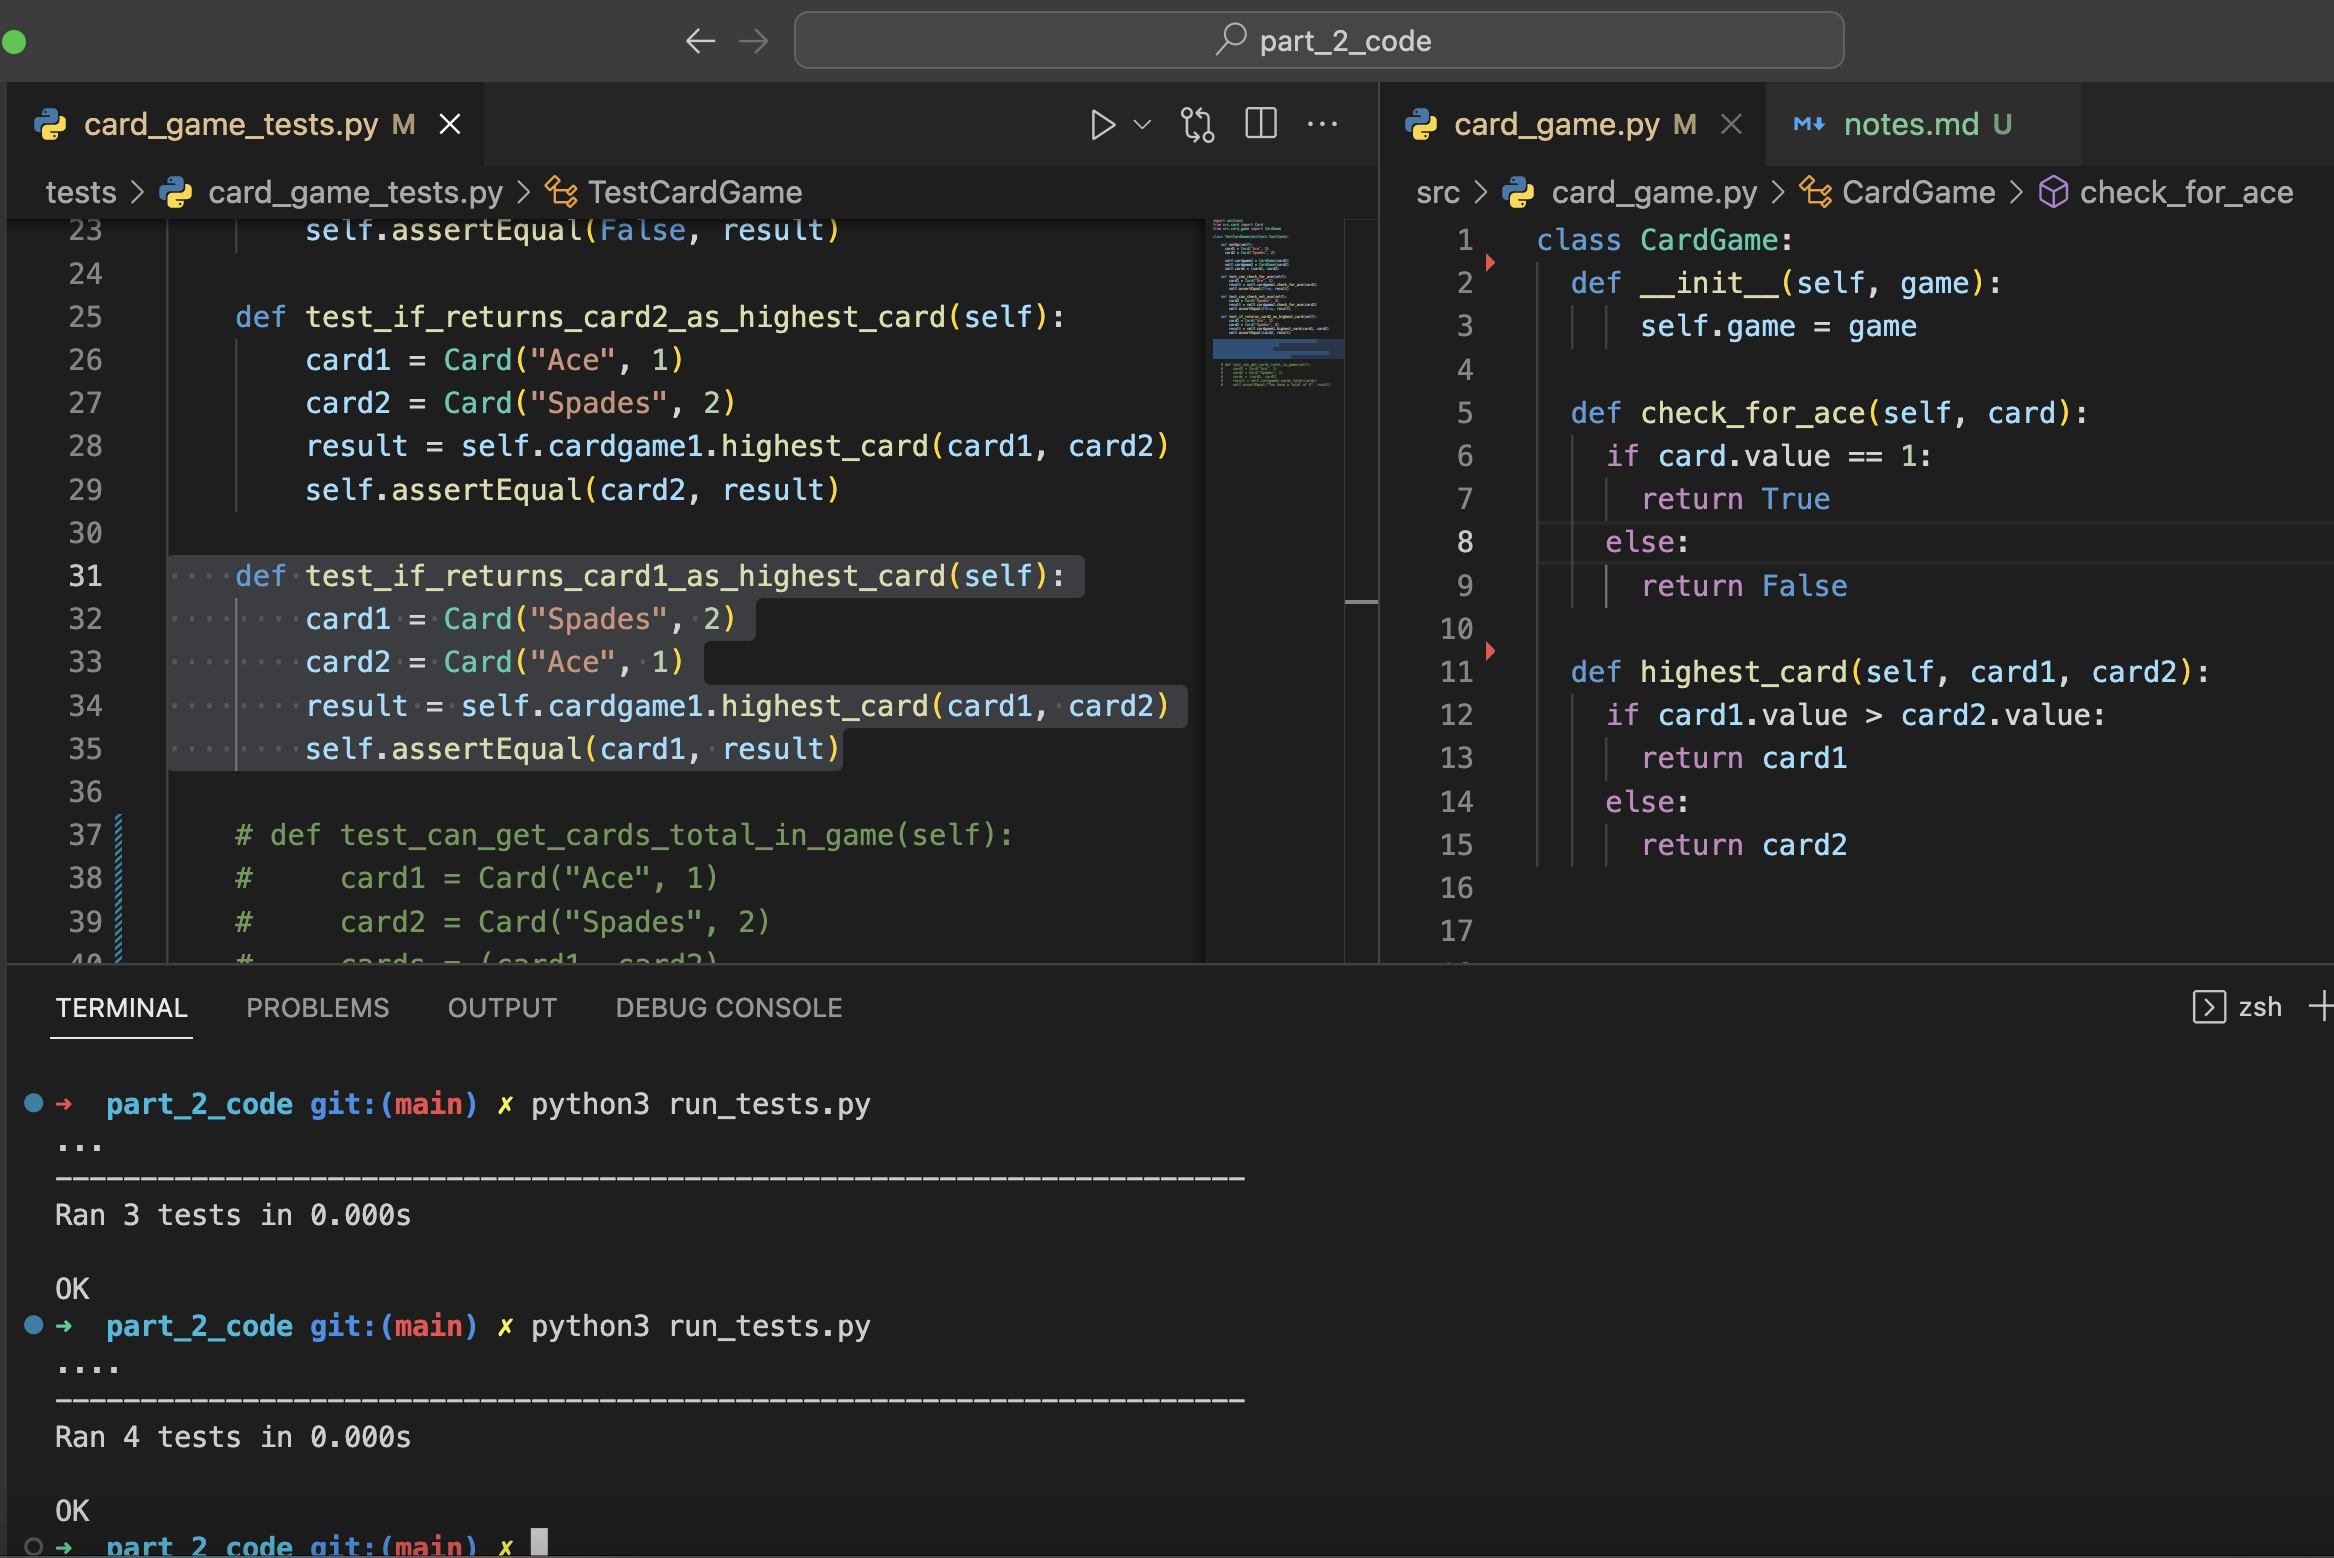 part_2_code
card_game_tests.py M
tests > card_game_tests.py > TestCardGame
23 self.assertEqual(False, result)
24
25 def test_if_returns_card2_as_highest_card(self):
26 card1 = Card("Ace", 1)
27 card2 = Card("Spades", 2)
28 result = self.cardgame1.highest_card(card1, card2)
29 self.assertEqual(card2, result)
30
31 def test_if_returns_card1_as_highest_card(self):
32 card1 = Card("Spades", 2)
33 card2 = Card("Ace", 1)
34 result = self.cardgame1.highest_card(card1, card2)
35 self.assertEqual(card1, result)
36
37 # def test_can_get_cards_total_in_game(self):
38 # card1 = Card("Ace", 1)
39 # card2 = Card("Spades", 2)
40 # cards = (card1, card2)
card_game.py M
notes.md U
src > card_game.py > CardGame > check_for_ace
1 class CardGame:
2 def __init__(self, game):
3 self.game = game
4
5 def check_for_ace(self, card):
6 if card.value == 1:
7 return True
8 else:
9 return False
10
11 def highest_card(self, card1, card2):
12 if card1.value > card2.value:
13 return card1
14 else:
15 return card2
16
17
TERMINAL PROBLEMS OUTPUT DEBUG CONSOLE
zsh
➜ part_2_code git:(main) ✗ python3 run_tests.py
...
----------------------------------------------------------------------
Ran 3 tests in 0.000s
OK
➜ part_2_code git:(main) ✗ python3 run_tests.py
....
----------------------------------------------------------------------
Ran 4 tests in 0.000s
OK
➜ part_2_code git:(main) ✗